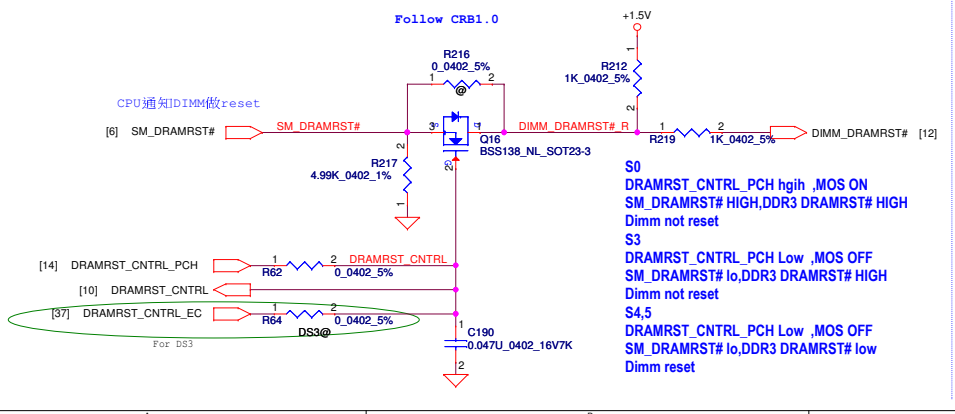 Follow CRB1.0
+1.5V
R216
0_0402_5%
1 2
@
1
R212
1K_0402_5%
2
CPU通知DIMM做reset
[6] SM_DRAMRST#
SM_DRAMRST#
3
1
Q16
BSS138_NL_SOT23-3
DIMM_DRAMRST#_R
1 2
R219 1K_0402_5%
DIMM_DRAMRST# [12]
2
R217
4.99K_0402_1%
1
2
S0
DRAMRST_CNTRL_PCH hgih ,MOS ON
SM_DRAMRST# HIGH,DDR3 DRAMRST# HIGH
Dimm not reset
S3
DRAMRST_CNTRL_PCH Low ,MOS OFF
SM_DRAMRST# lo,DDR3 DRAMRST# HIGH
Dimm not reset
S4,5
DRAMRST_CNTRL_PCH Low ,MOS OFF
SM_DRAMRST# lo,DDR3 DRAMRST# low
Dimm reset
[14] DRAMRST_CNTRL_PCH
1 2
R62 0_0402_5%
DRAMRST_CNTRL
[10] DRAMRST_CNTRL
[37] DRAMRST_CNTRL_EC
1 2
R64 0_0402_5%
DS3@
For DS3
1
C190
0.047U_0402_16V7K
2